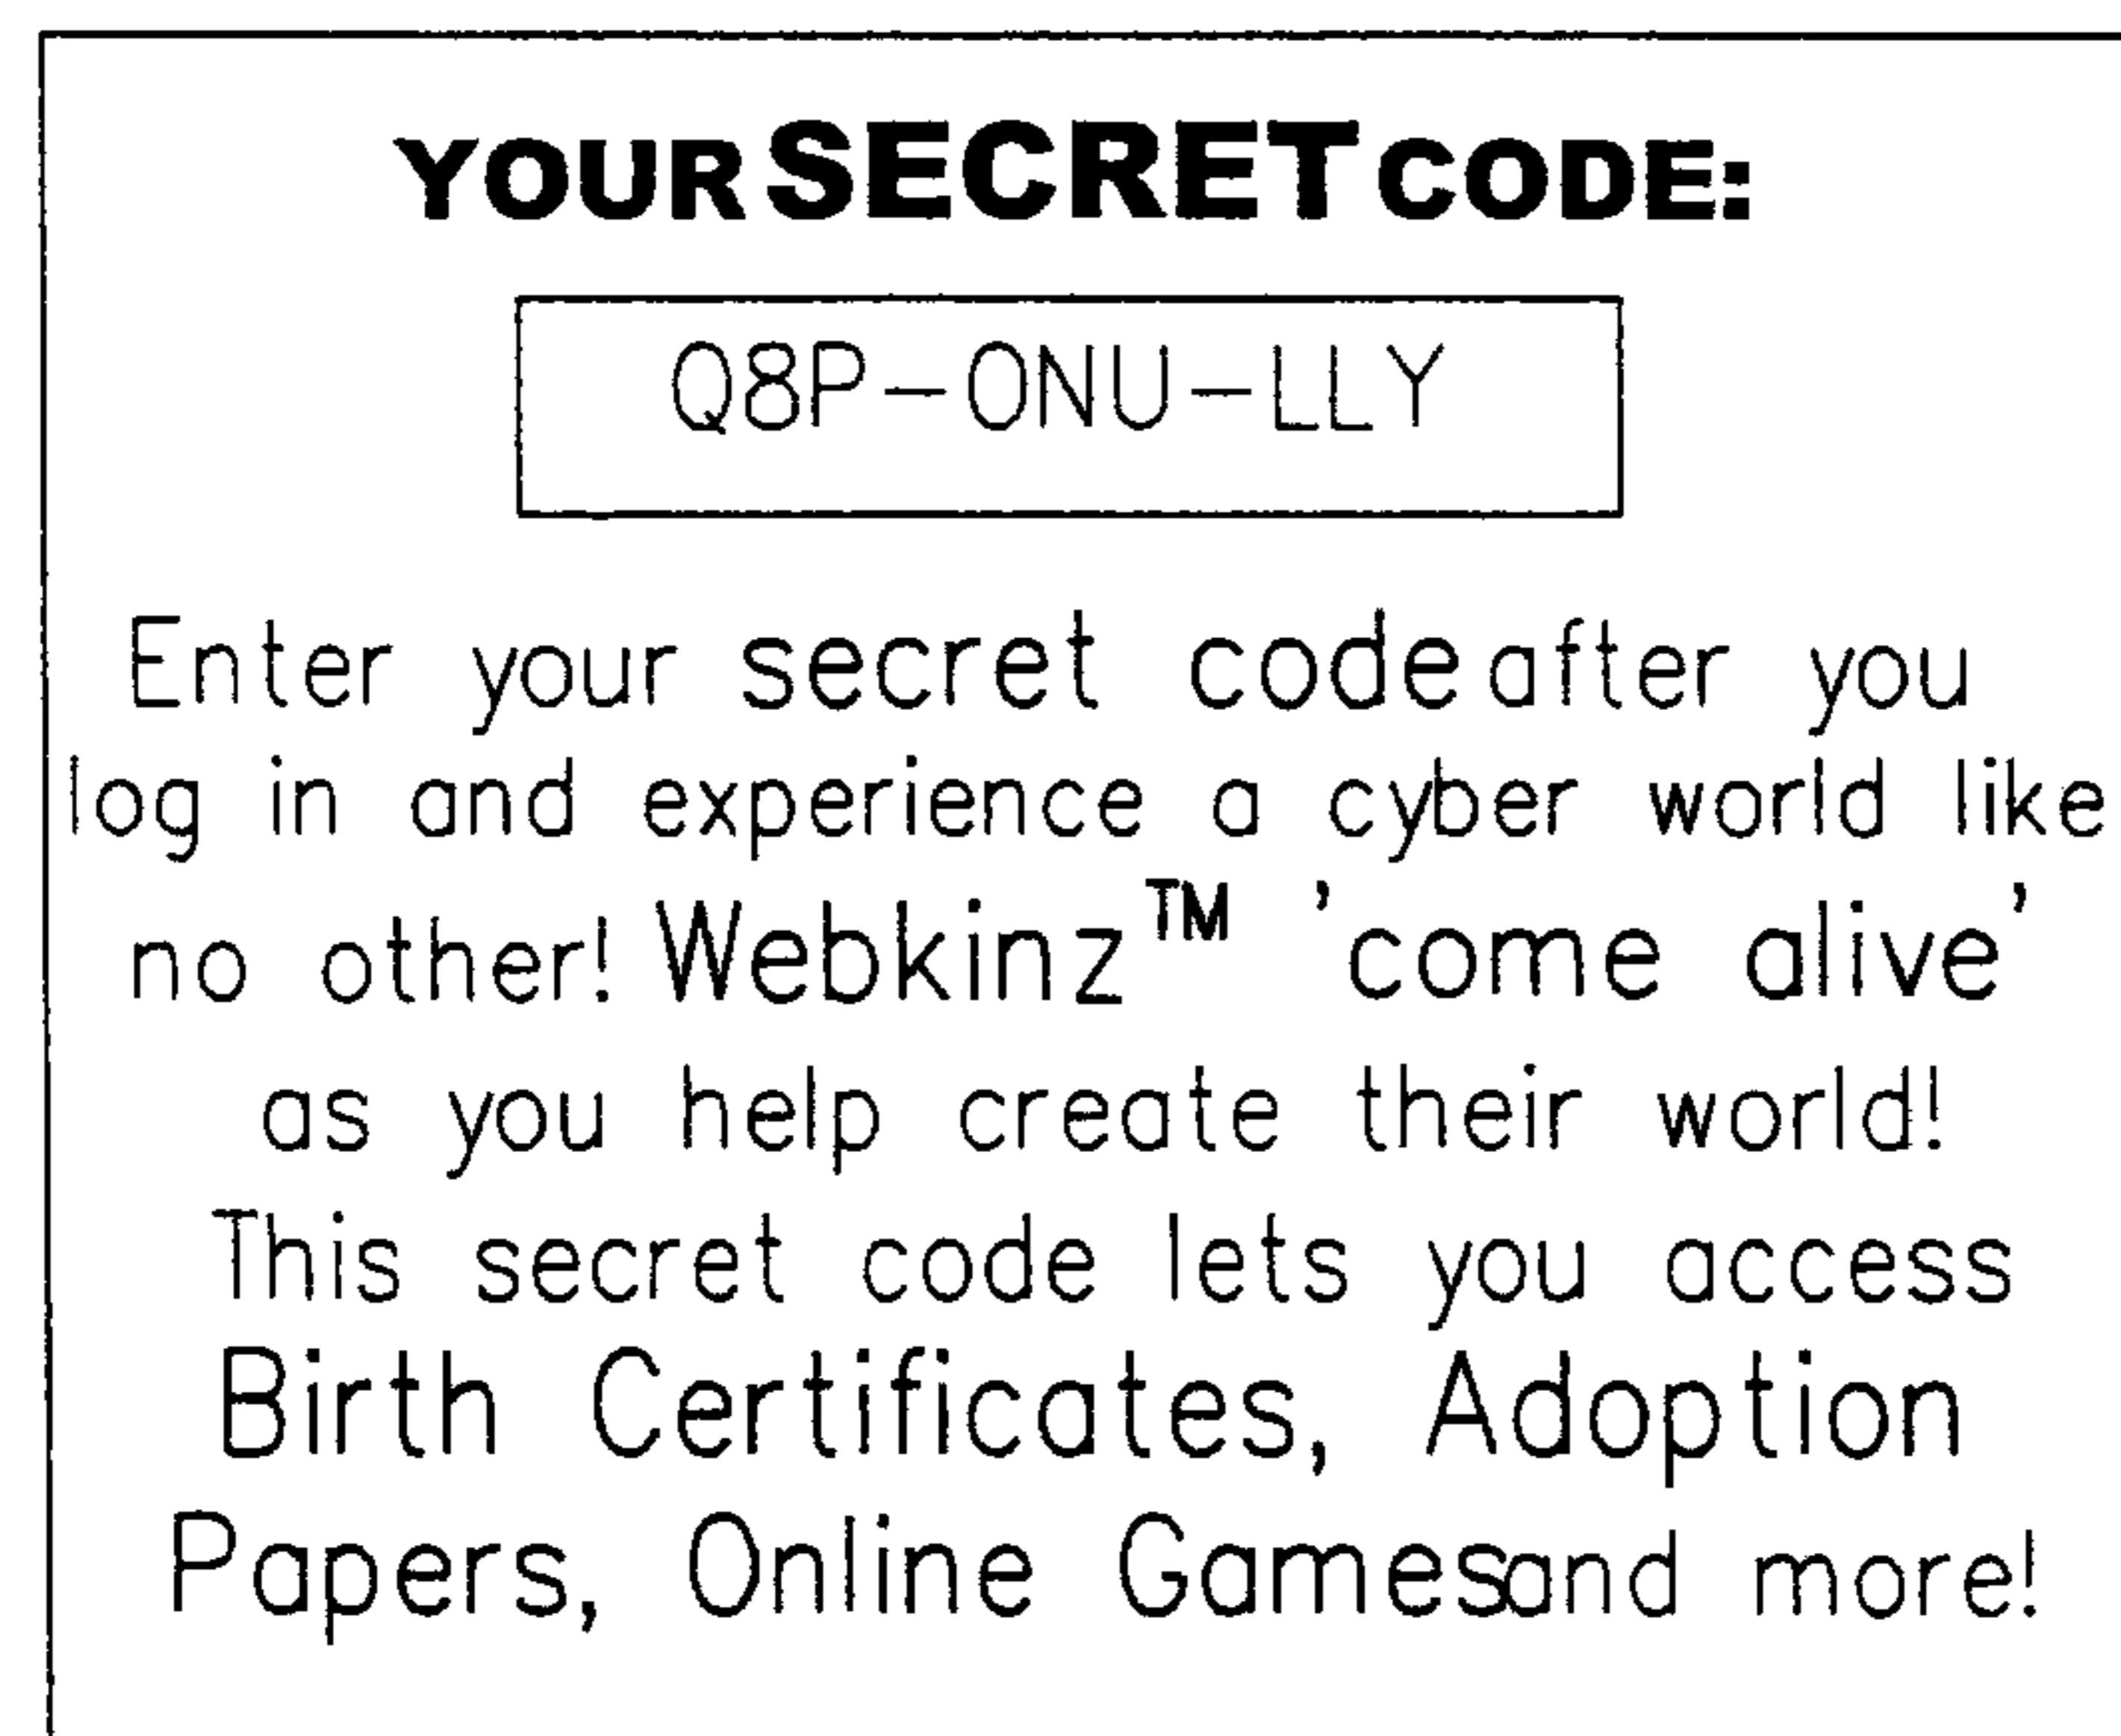 YOUR SECRET CODE:
Q8P-0NU-LLY
Enter your secret code after you
log in and experience a cyber world like
no other! Webkinz™ 'come alive'
as you help create their world!
This secret code lets you access
Birth Certificates, Adoption
Papers, Online Games and more!